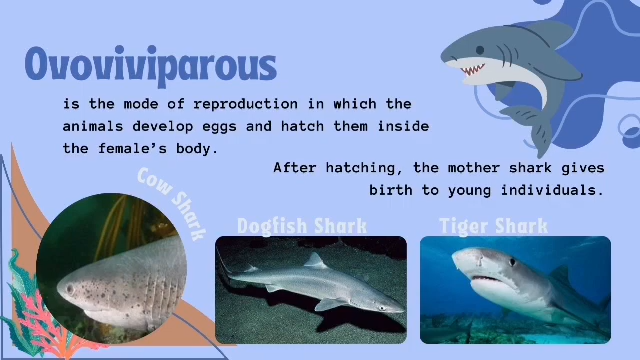 Ovoviviparous
is the mode of reproduction in which the
animals develop eggs and hatch them inside
the female's body.
After hatching, the mother shark gives
birth to young individuals.
Cow Shark
Dogfish Shark
Tiger Shark